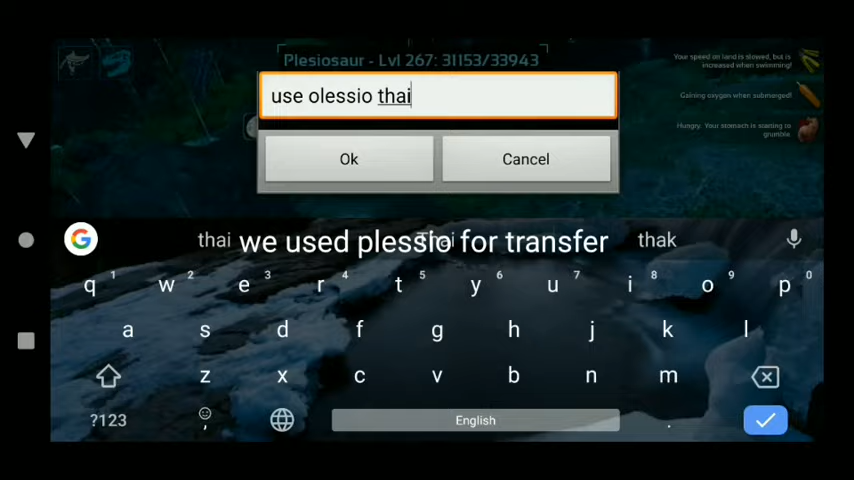 Plesiosaur - Lvl 267: 31153/33943
Your speed on land is slowed, but is
increased when swimming!
Gaining oxygen when submerged!
Hungry. Your stomach is starting to
grumble.
use olessio thai
Ok
Cancel
thai
thak
we used plessio for transfer
q 1 w 2 e 3 r 4 t 5 y 6 u 7 i 8 o 9 p 0
a s d f g h j k l
z x c v b n m
?123 , English .